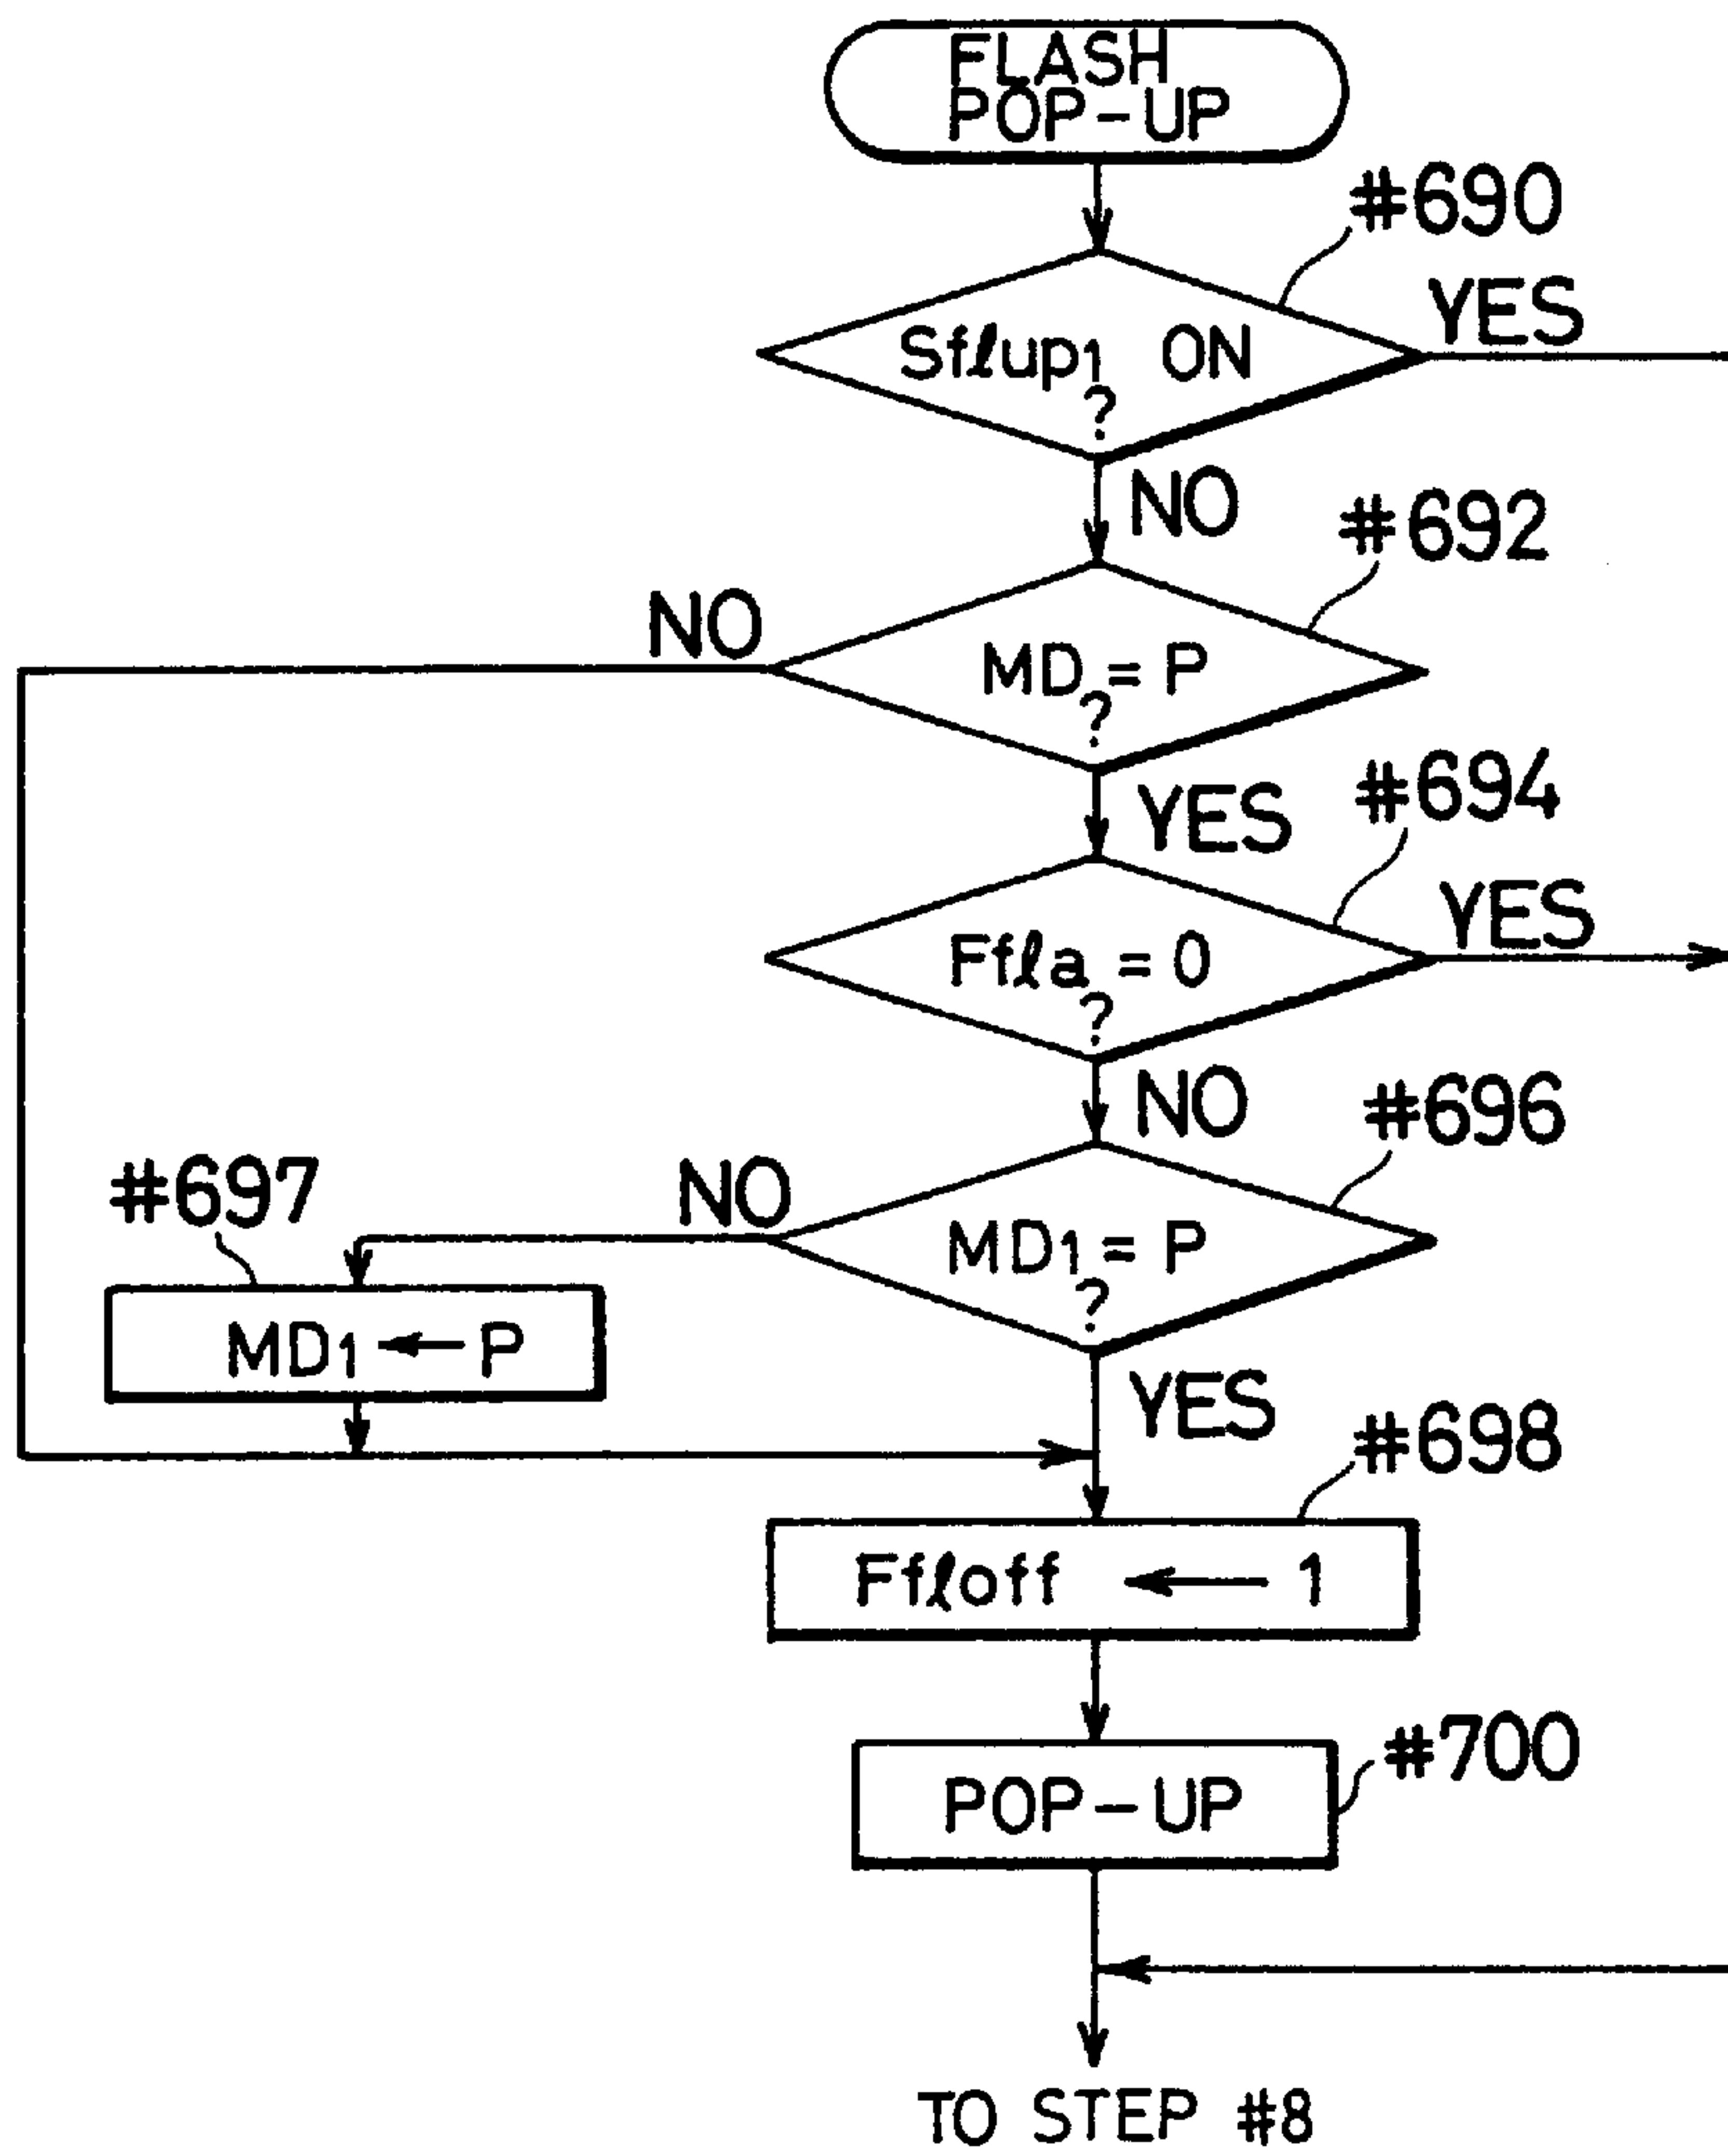 FLASH
POP-UP
#690
YES
Sfℓup1 ON
?
NO
#692
NO
MD = P
?
YES
#694
YES
Ffℓa = 0
?
NO
#696
#697
NO
MD1 = P
?
MD1 ← P
YES
#698
Ffℓoff ← 1
#700
POP-UP
TO STEP #8